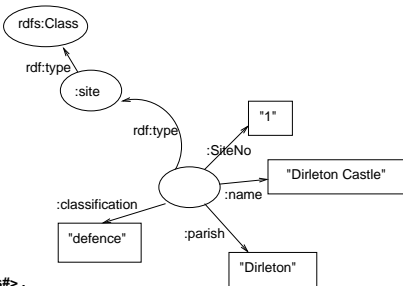 rdfs:Class
rdf:type
:site
"1"
rdf:type
:SiteNo
"Dirleton Castle"
:name
:classification
:parish
"defence"
"Dirleton"
#> .